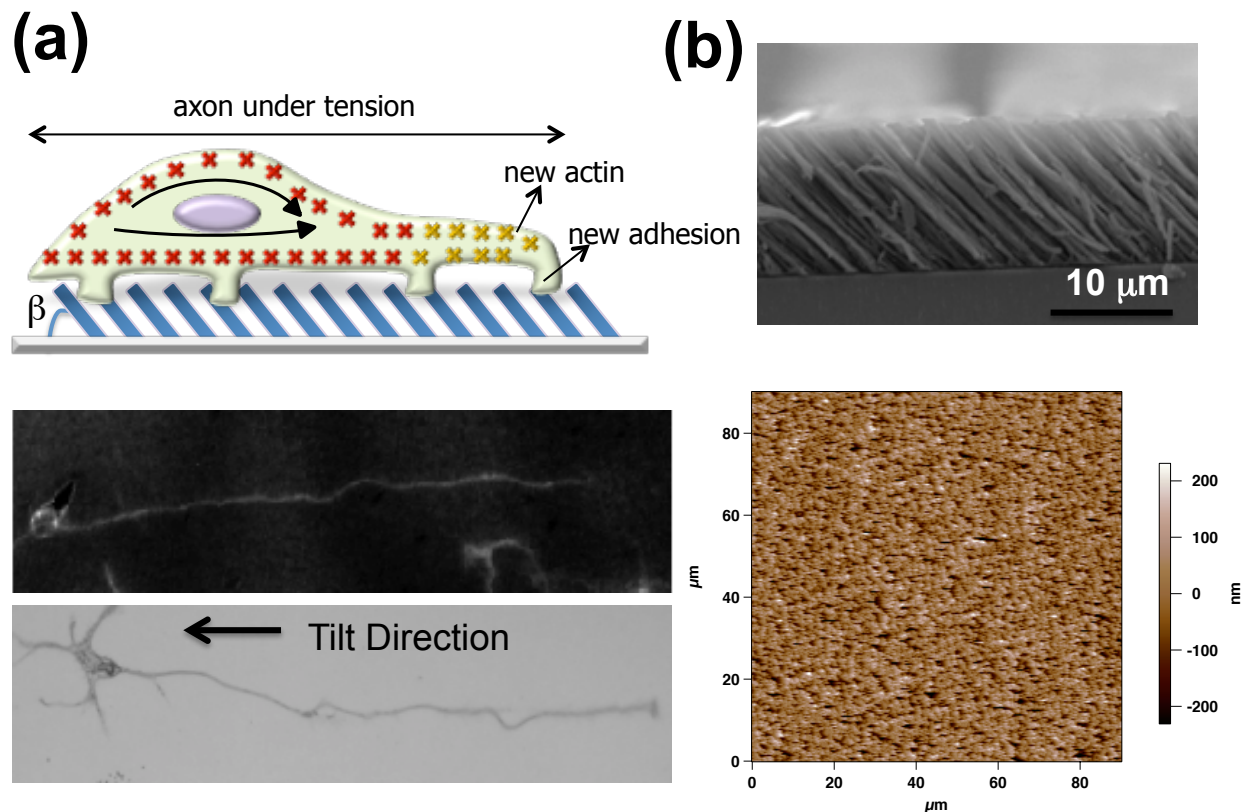 (a)
axon under tension
new actin
new adhesion
β
Tilt Direction
(b)
10 μm
80
60
40
20
0
μm
0
20
40
60
80
μm
200
100
0
-100
-200
nm